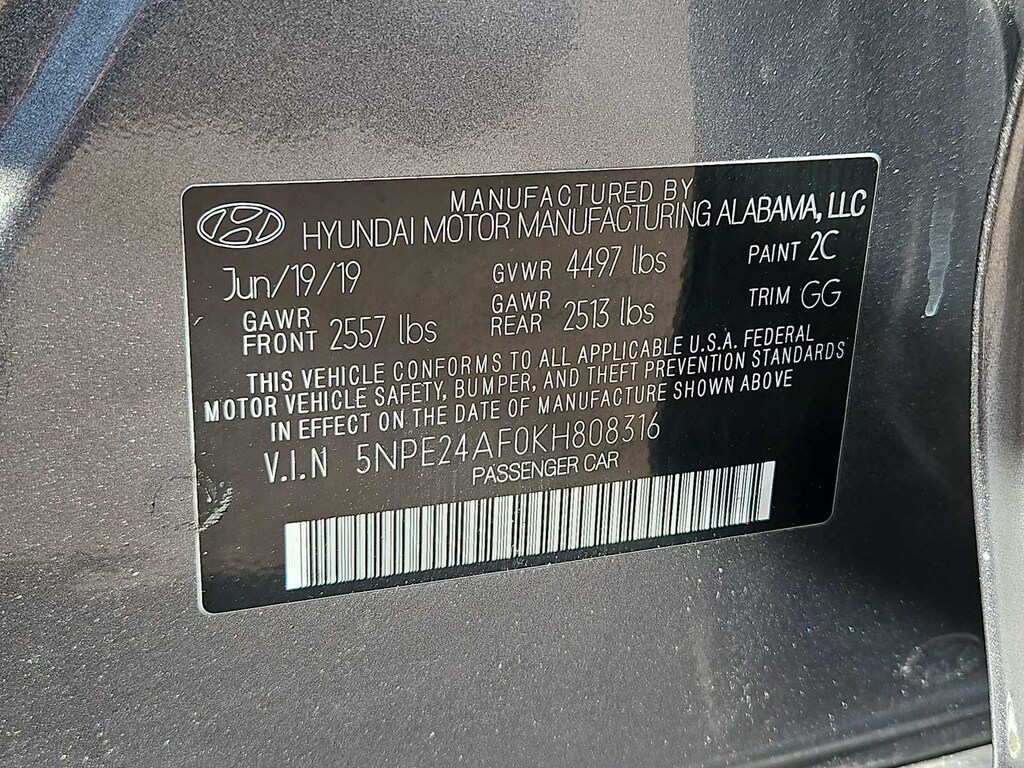 MANUFACTURED BY
HYUNDAI MOTOR MANUFACTURING ALABAMA, LLC
Jun/19/19 GVWR 4497 lbs PAINT 2C
GAWR FRONT 2557 lbs GAWR REAR 2513 lbs TRIM GG
THIS VEHICLE CONFORMS TO ALL APPLICABLE U.S.A. FEDERAL
MOTOR VEHICLE SAFETY, BUMPER, AND THEFT PREVENTION STANDARDS
IN EFFECT ON THE DATE OF MANUFACTURE SHOWN ABOVE
V.I.N 5NPE24AF0KH808316
PASSENGER CAR